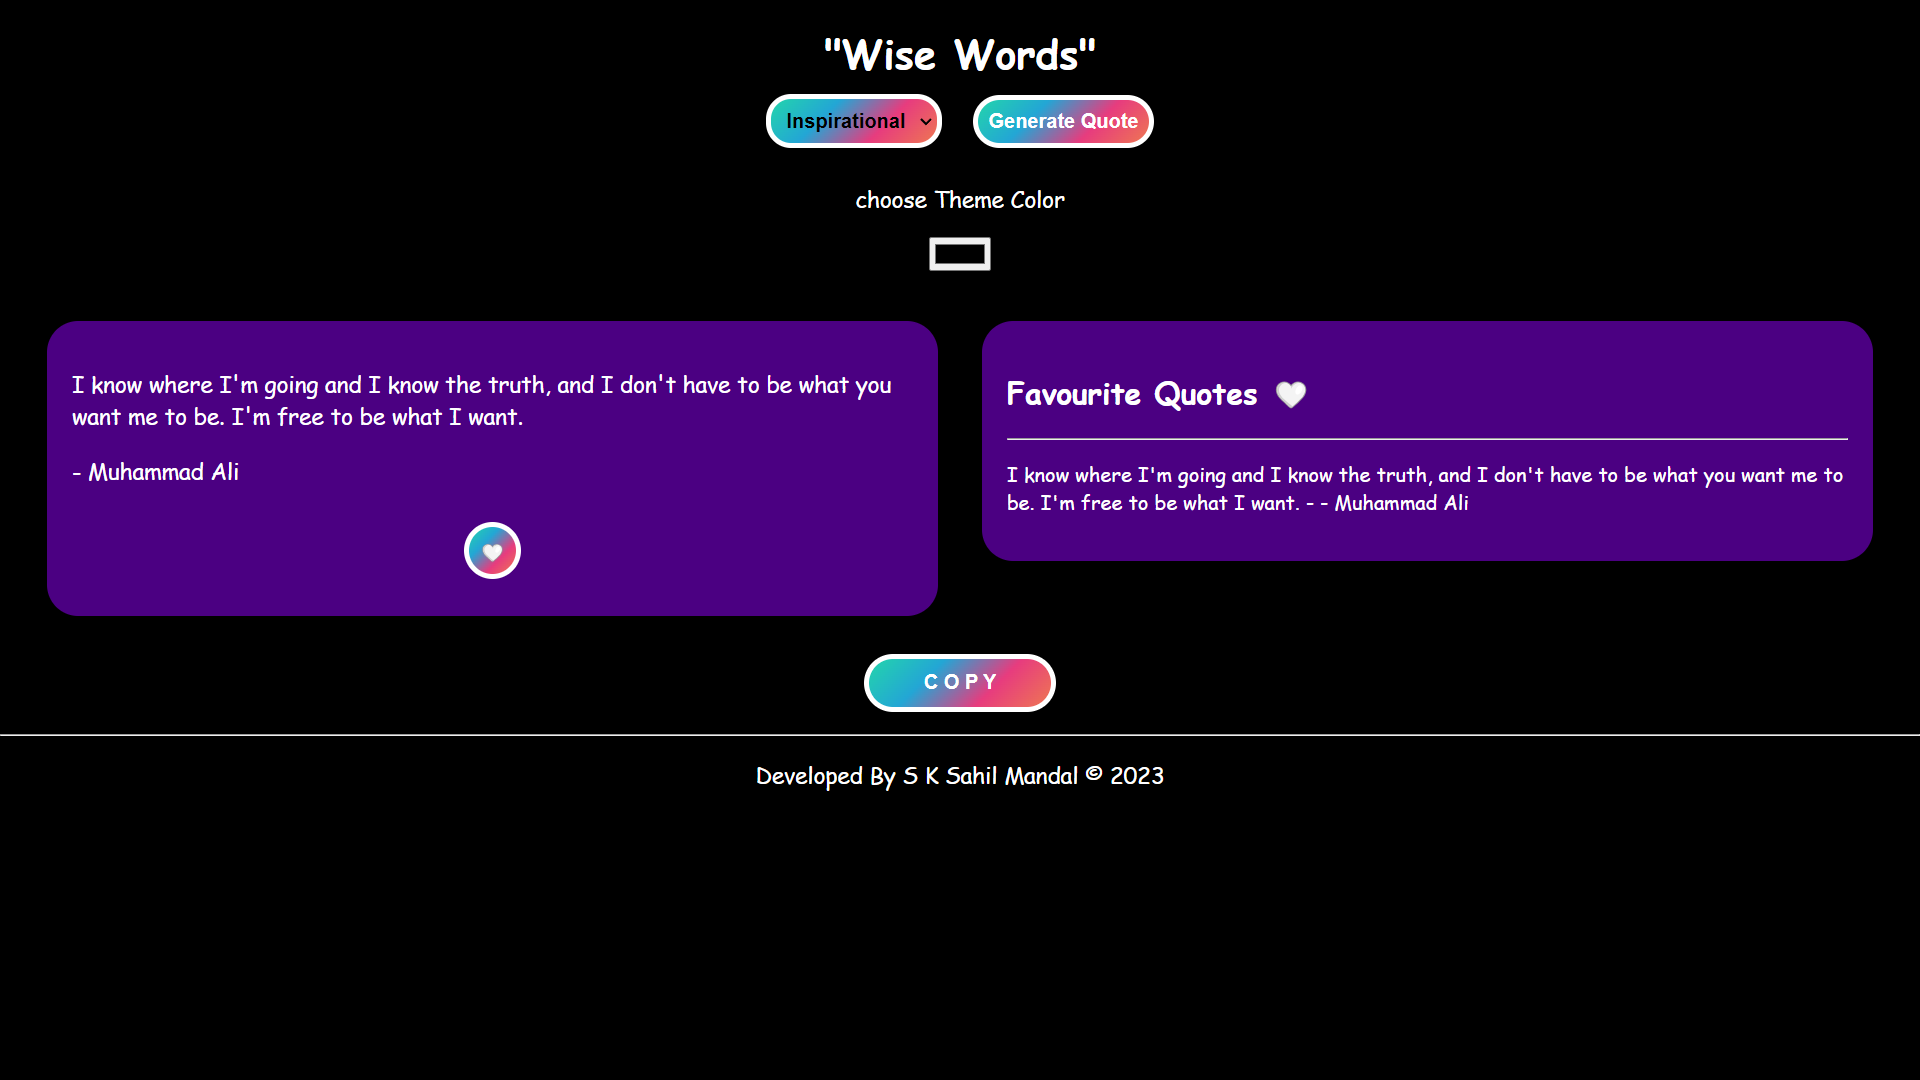 "Wise Words"
Inspirational
Generate Quote
choose Theme Color
I know where I'm going and I know the truth, and I don't have to be what you
want me to be. I'm free to be what I want.
- Muhammad Ali
Favourite Quotes 🤍
I know where I'm going and I know the truth, and I don't have to be what you want me to
be. I'm free to be what I want. - - Muhammad Ali
COPY
Developed By S K Sahil Mandal © 2023